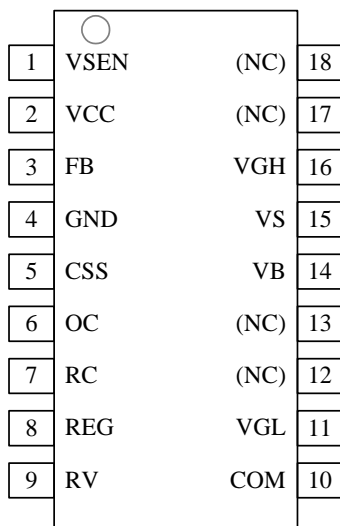 1 VSEN (NC) 18
2 VCC (NC) 17
3 FB VGH 16
4 GND VS 15
5 CSS VB 14
6 OC (NC) 13
7 RC (NC) 12
8 REG VGL 11
9 RV COM 10